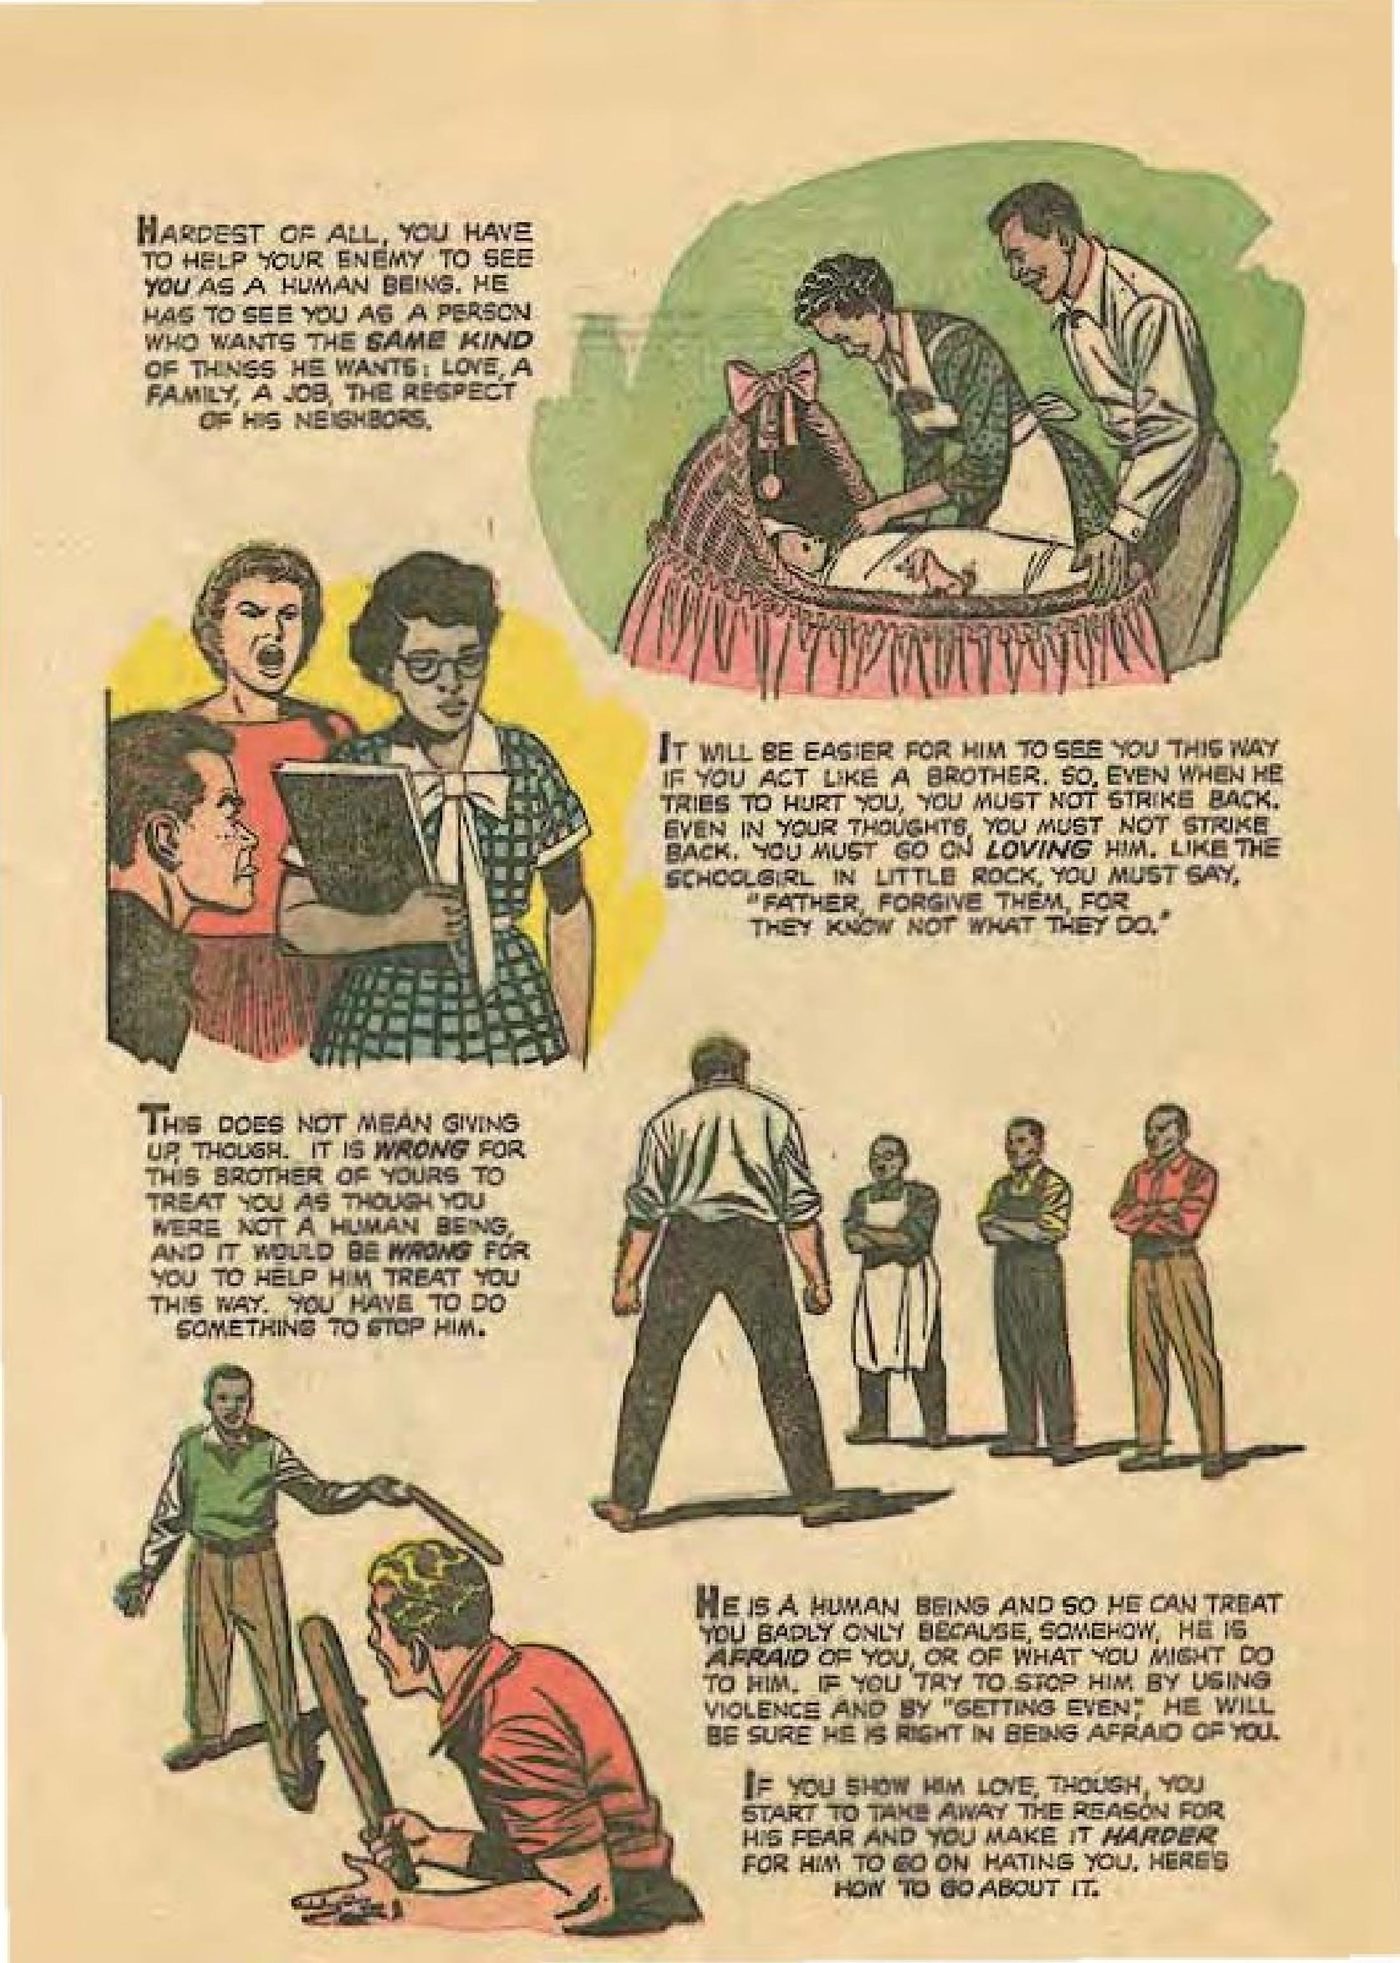 HARDEST OF ALL, YOU HAVE
TO HELP YOUR ENEMY TO SEE
YOU AS A HUMAN BEING. HE
HAS TO SEE YOU AS A PERSON
WHO WANTS THE SAME KIND
OF THINGS HE WANTS: LOVE, A
FAMILY, A JOB, THE RESPECT
OF HIS NEIGHBORS.
IT WILL BE EASIER FOR HIM TO SEE YOU THIS WAY
IF YOU ACT LIKE A BROTHER. SO, EVEN WHEN HE
TRIES TO HURT YOU, YOU MUST NOT STRIKE BACK.
EVEN IN YOUR THOUGHTS, YOU MUST NOT STRIKE
BACK. YOU MUST GO ON LOVING HIM. LIKE THE
SCHOOLGIRL IN LITTLE ROCK, YOU MUST SAY,
"FATHER, FORGIVE THEM, FOR
THEY KNOW NOT WHAT THEY DO."
THIS DOES NOT MEAN GIVING
UP, THOUGH. IT IS WRONG FOR
THIS BROTHER OF YOURS TO
TREAT YOU AS THOUGH YOU
WERE NOT A HUMAN BEING,
AND IT WOULD BE WRONG FOR
YOU TO HELP HIM TREAT YOU
THIS WAY. YOU HAVE TO DO
SOMETHING TO STOP HIM.
HE IS A HUMAN BEING AND SO HE CAN TREAT
YOU BADLY ONLY BECAUSE, SOMEHOW, HE IS
AFRAID OF YOU, OR OF WHAT YOU MIGHT DO
TO HIM. IF YOU TRY TO STOP HIM BY USING
VIOLENCE AND BY "GETTING EVEN," HE WILL
BE SURE HE IS RIGHT IN BEING AFRAID OF YOU.
IF YOU SHOW HIM LOVE, THOUGH, YOU
START TO TAKE AWAY THE REASON FOR
HIS FEAR AND YOU MAKE IT HARDER
FOR HIM TO GO ON HATING YOU. HERE'S
HOW TO GO ABOUT IT.